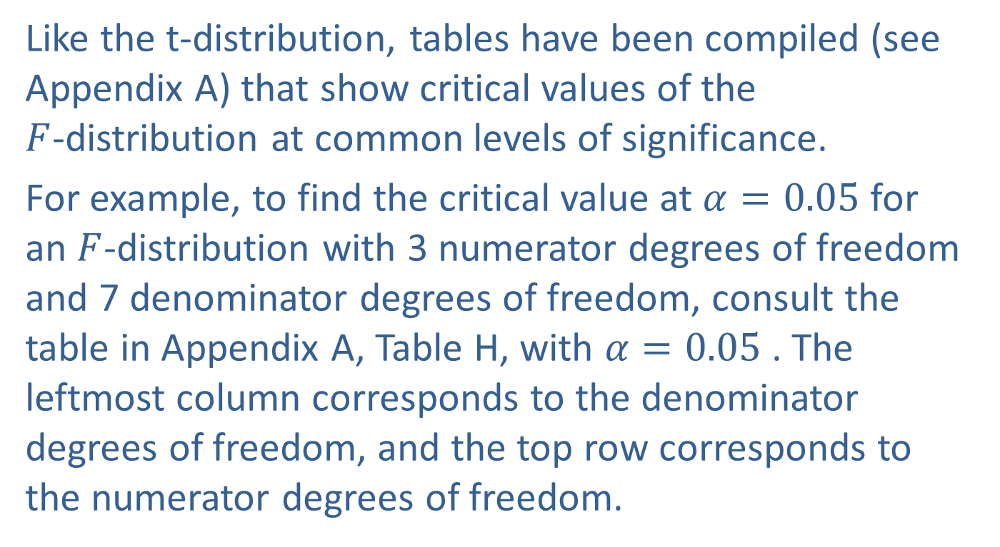 Like the t-distribution, tables have been compiled (see
Appendix A) that show critical values of the
F-distribution at common levels of significance.
For example, to find the critical value at α = 0.05 for
an F-distribution with 3 numerator degrees of freedom
and 7 denominator degrees of freedom, consult the
table in Appendix A, Table H, with α = 0.05 . The
leftmost column corresponds to the denominator
degrees of freedom, and the top row corresponds to
the numerator degrees of freedom.